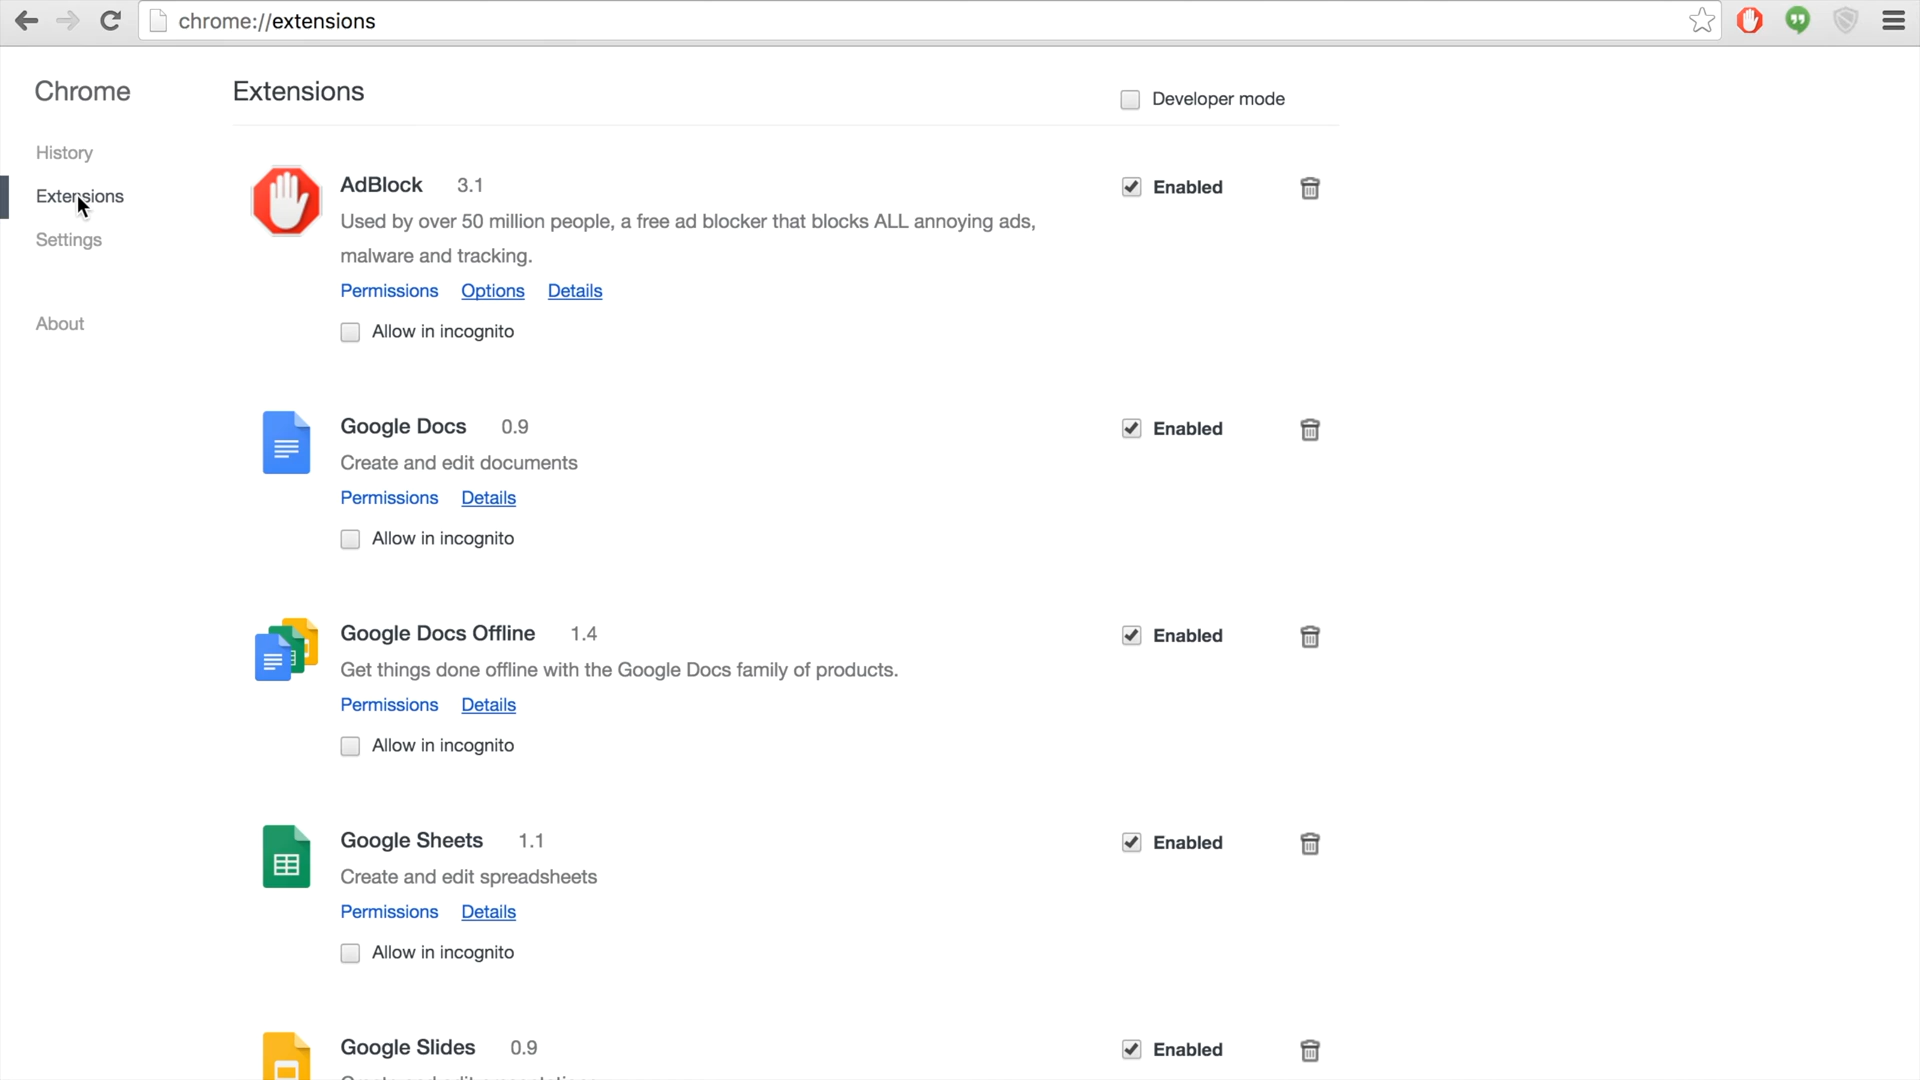 chrome://extensions
Chrome
Extensions
Developer mode
History
Extensions
Settings
About
AdBlock 3.1
Enabled
Used by over 50 million people, a free ad blocker that blocks ALL annoying ads,
malware and tracking.
Permissions Options Details
Allow in incognito
Google Docs 0.9
Enabled
Create and edit documents
Permissions Details
Allow in incognito
Google Docs Offline 1.4
Enabled
Get things done offline with the Google Docs family of products.
Permissions Details
Allow in incognito
Google Sheets 1.1
Enabled
Create and edit spreadsheets
Permissions Details
Allow in incognito
Google Slides 0.9
Enabled